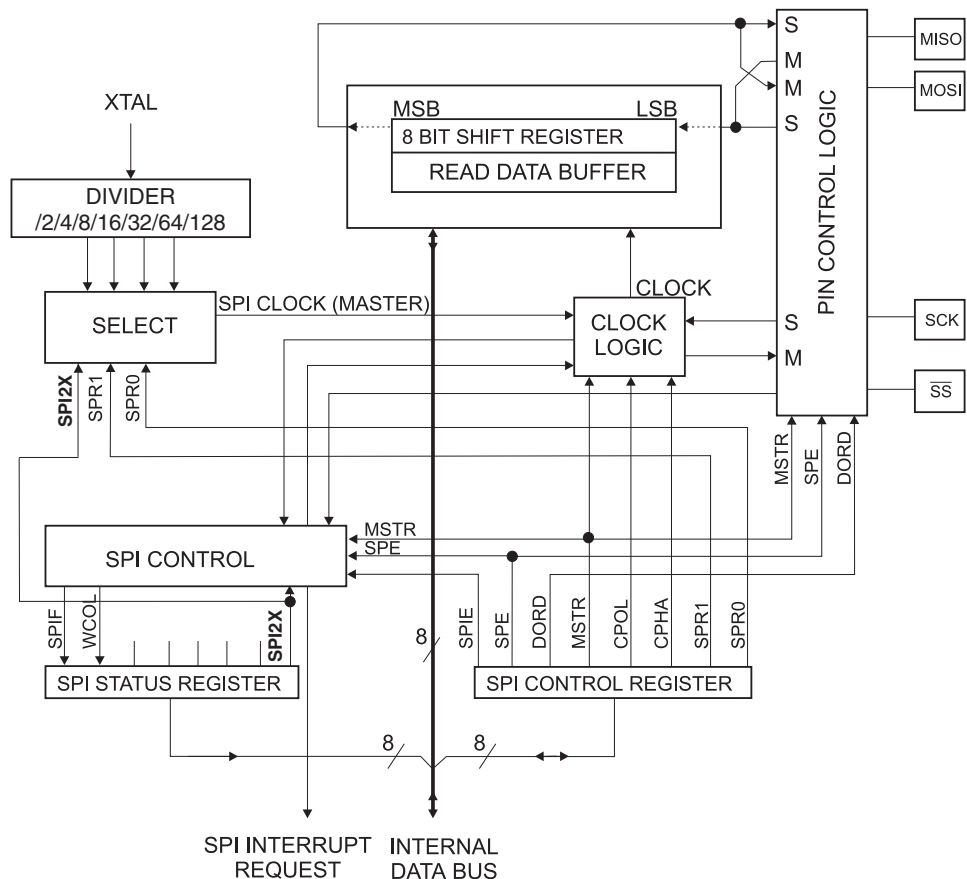 S
MISO
M
XTAL
M
MOSI
MSB
LSB
S
8 BIT SHIFT REGISTER
READ DATA BUFFER
DIVIDER
/2/4/8/16/32/64/128
PIN CONTROL LOGIC
SPI CLOCK (MASTER)
CLOCK
SELECT
CLOCK
LOGIC
S
SCK
M
SPI2X
SPR1
SPR0
SS
MSTR
SPE
DORD
MSTR
SPE
SPI CONTROL
SPIF
WCOL
SPI2X
8
SPIE
SPE
DORD
MSTR
CPOL
CPHA
SPR1
SPR0
SPI STATUS REGISTER
SPI CONTROL REGISTER
8
8
SPI INTERRUPT
REQUEST
INTERNAL
DATA BUS